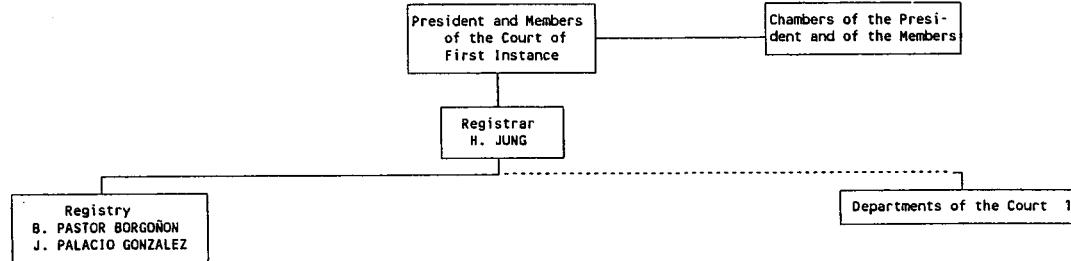 President and Members
of the Court of
First Instance
Chambers of the Presi-
dent and of the Members
Registrar
H. JUNG
Registry
B. PASTOR BORGOÑON
J. PALACIO GONZALEZ
Departments of the Court 1